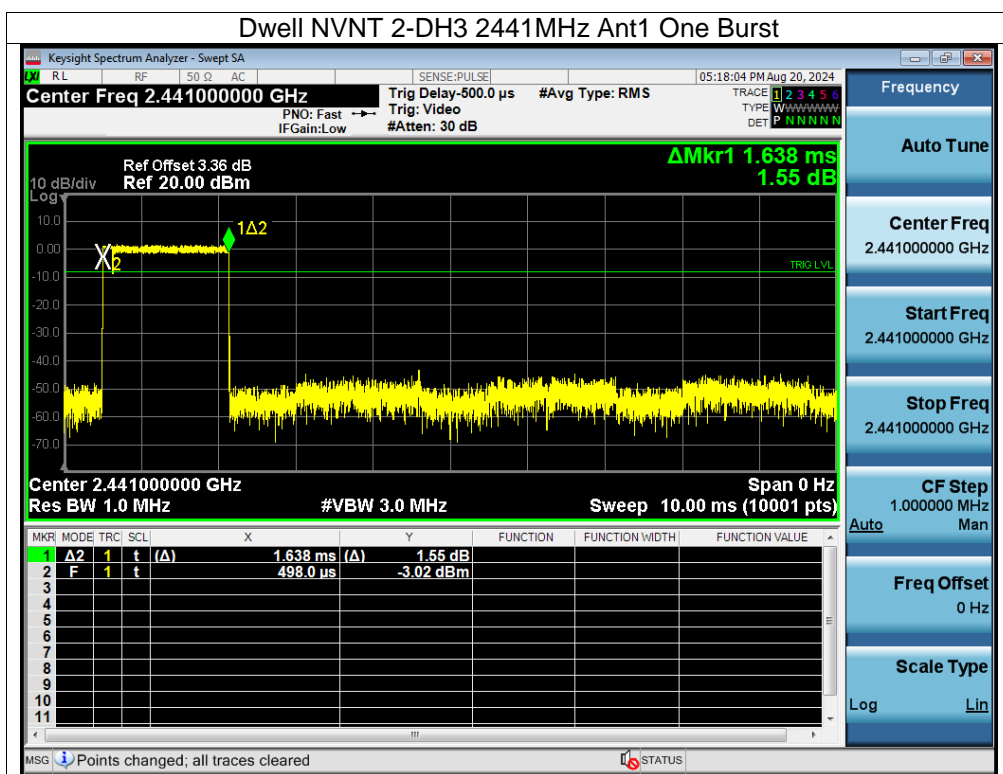 Dwell NVNT 2-DH3 2441MHz Ant1 One Burst
Keysight Spectrum Analyzer - Swept SA
LXI RL RF 50 Ω AC SENSE:PULSE 05:18:04 PM Aug 20, 2024
Center Freq 2.441000000 GHz
PNO: Fast
IFGain:Low
Trig Delay-500.0 µs
Trig: Video
#Atten: 30 dB
#Avg Type: RMS
TRACE 1 2 3 4 5 6
TYPE WWWWWWW
DET P N N N N N
ΔMkr1 1.638 ms
1.55 dB
Ref Offset 3.36 dB
10 dB/div Ref 20.00 dBm
Log
10.0
0.00
-10.0
-20.0
-30.0
-40.0
-50.0
-60.0
-70.0
1Δ2
X2
TRIG LVL
Center 2.441000000 GHz Span 0 Hz
Res BW 1.0 MHz #VBW 3.0 MHz Sweep 10.00 ms (10001 pts)
MKR MODE TRC SCL X Y FUNCTION FUNCTION WIDTH FUNCTION VALUE
1 Δ2 1 t (Δ) 1.638 ms (Δ) 1.55 dB
2 F 1 t 498.0 µs -3.02 dBm
3
4
5
6
7
8
9
10
11
MSG Points changed; all traces cleared STATUS
Frequency
Auto Tune
Center Freq
2.441000000 GHz
Start Freq
2.441000000 GHz
Stop Freq
2.441000000 GHz
CF Step
1.000000 MHz
Auto Man
Freq Offset
0 Hz
Scale Type
Log Lin